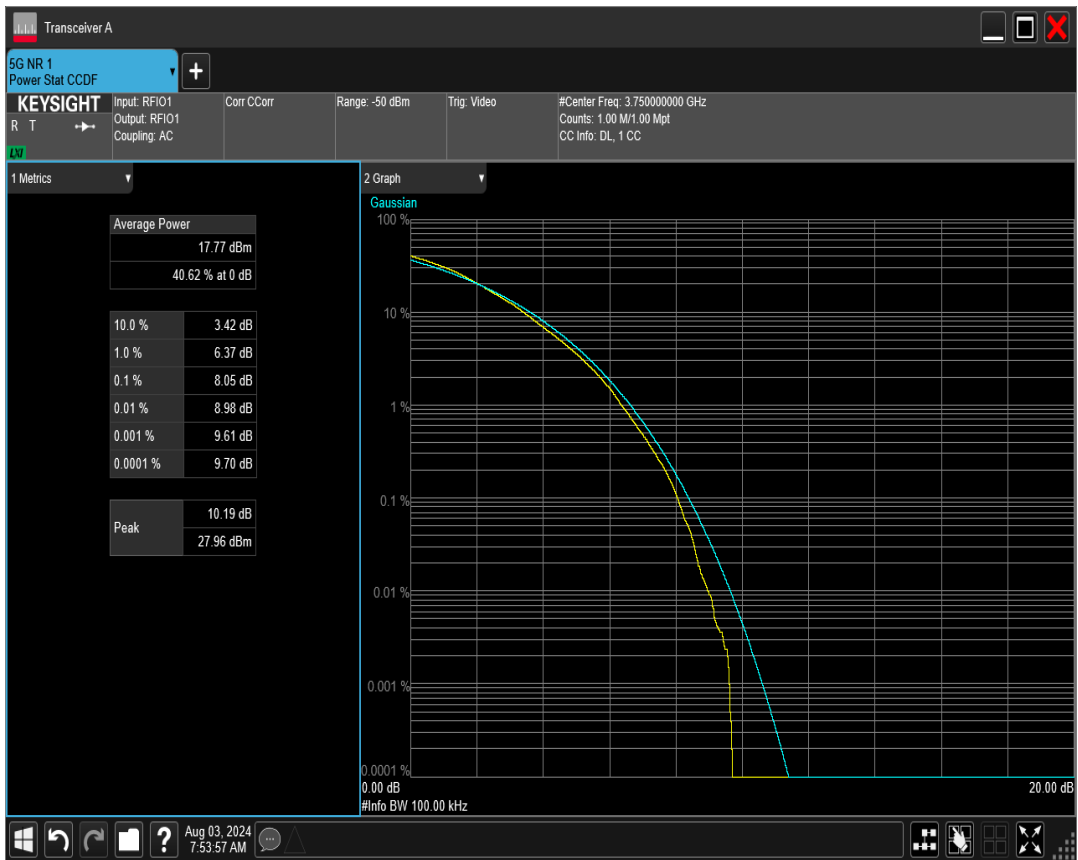 Transceiver A
5G NR 1
Power Stat CCDF
KEYSIGHT
R T
LXI
Input: RFIO1
Output: RFIO1
Coupling: AC
Corr CCorr
Range: -50 dBm
Trig: Video
#Center Freq: 3.750000000 GHz
Counts: 1.00 M/1.00 Mpt
CC Info: DL, 1 CC
1 Metrics
Average Power
17.77 dBm
40.62 % at 0 dB
10.0 % 3.42 dB
1.0 % 6.37 dB
0.1 % 8.05 dB
0.01 % 8.98 dB
0.001 % 9.61 dB
0.0001 % 9.70 dB
Peak
10.19 dB
27.96 dBm
2 Graph
Gaussian
100 %
10 %
1 %
0.1 %
0.01 %
0.001 %
0.0001 %
0.00 dB 20.00 dB
#Info BW 100.00 kHz
?
Aug 03, 2024
7:53:57 AM